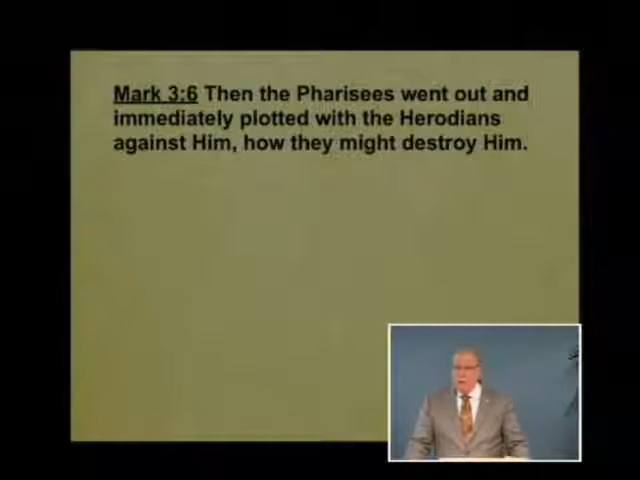 Mark 3:6 Then the Pharisees went out and
immediately plotted with the Herodians
against Him, how they might destroy Him.